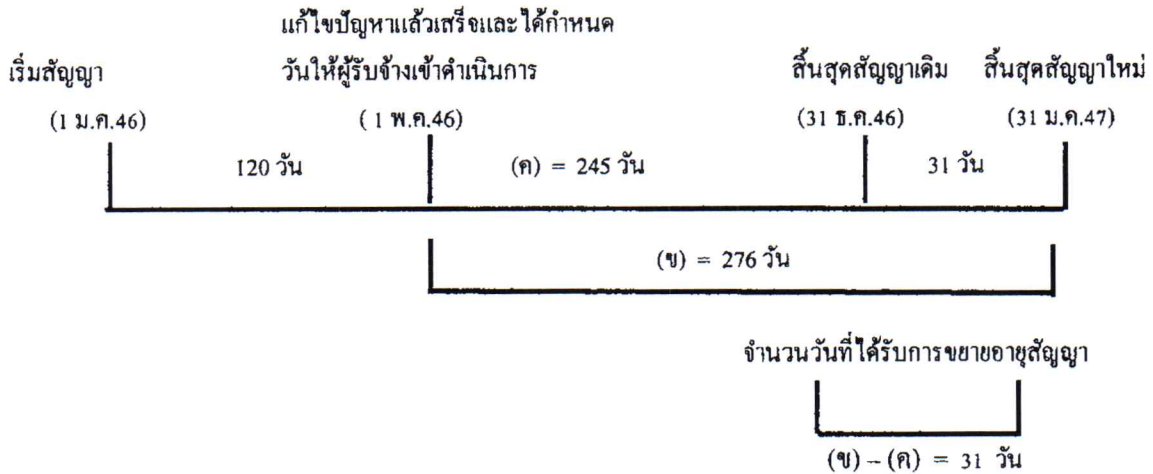 แก้ไขปัญหาแล้วเสร็จและได้กำหนด
เริ่มสัญญา วันให้ผู้รับจ้างเข้าดำเนินการ สิ้นสุดสัญญาเดิม สิ้นสุดสัญญาใหม่
(1 ม.ค.46) ( 1 พ.ค.46) (31 ธ.ค.46) (31 ม.ค.47)
120 วัน (ค) = 245 วัน 31 วัน
(ข) = 276 วัน
จำนวนวันที่ได้รับการขยายอายุสัญญา
(ข) – (ค) = 31 วัน